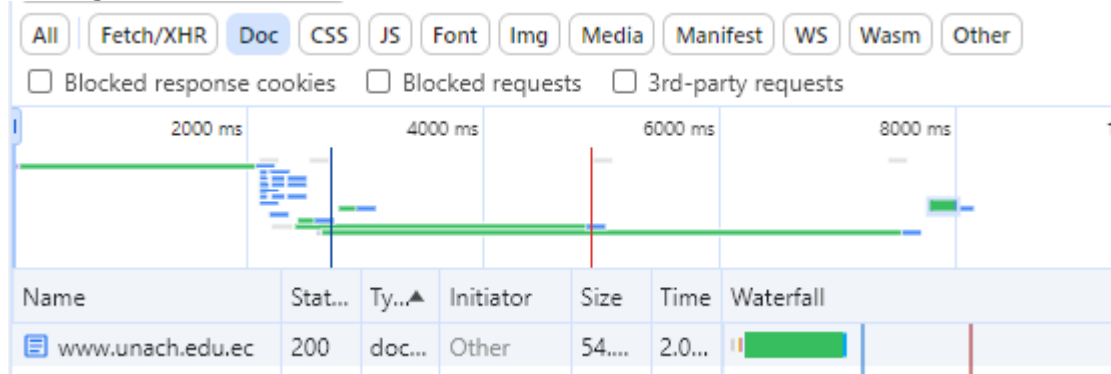 All Fetch/XHR Doc CSS JS Font Img Media Manifest WS Wasm Other
Blocked response cookies Blocked requests 3rd-party requests
2000 ms 4000 ms 6000 ms 8000 ms
Name Stat... Ty...▲ Initiator Size Time Waterfall
www.unach.edu.ec 200 doc... Other 54.... 2.0...